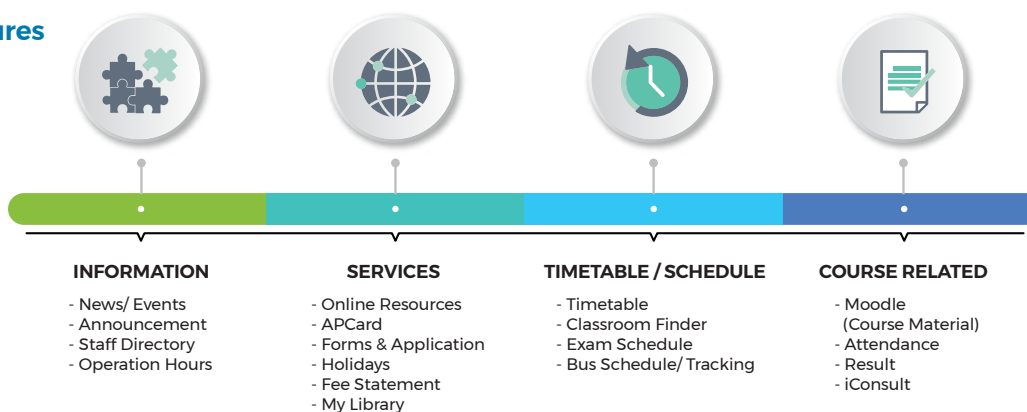 INFORMATION
- News/ Events
- Announcement
- Staff Directory
- Operation Hours
SERVICES
- Online Resources
- APCard
- Forms & Application
- Holidays
- Fee Statement
- My Library
TIMETABLE / SCHEDULE
- Timetable
- Classroom Finder
- Exam Schedule
- Bus Schedule/ Tracking
COURSE RELATED
- Moodle
(Course Material)
- Attendance
- Result
- iConsult